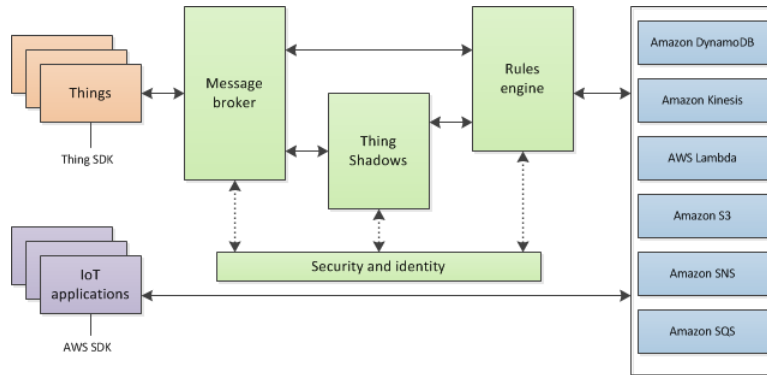 Things
Thing SDK
Message
broker
Thing
Shadows
Rules
engine
Security and identity
IoT
applications
AWS SDK
Amazon DynamoDB
Amazon Kinesis
AWS Lambda
Amazon S3
Amazon SNS
Amazon SQS